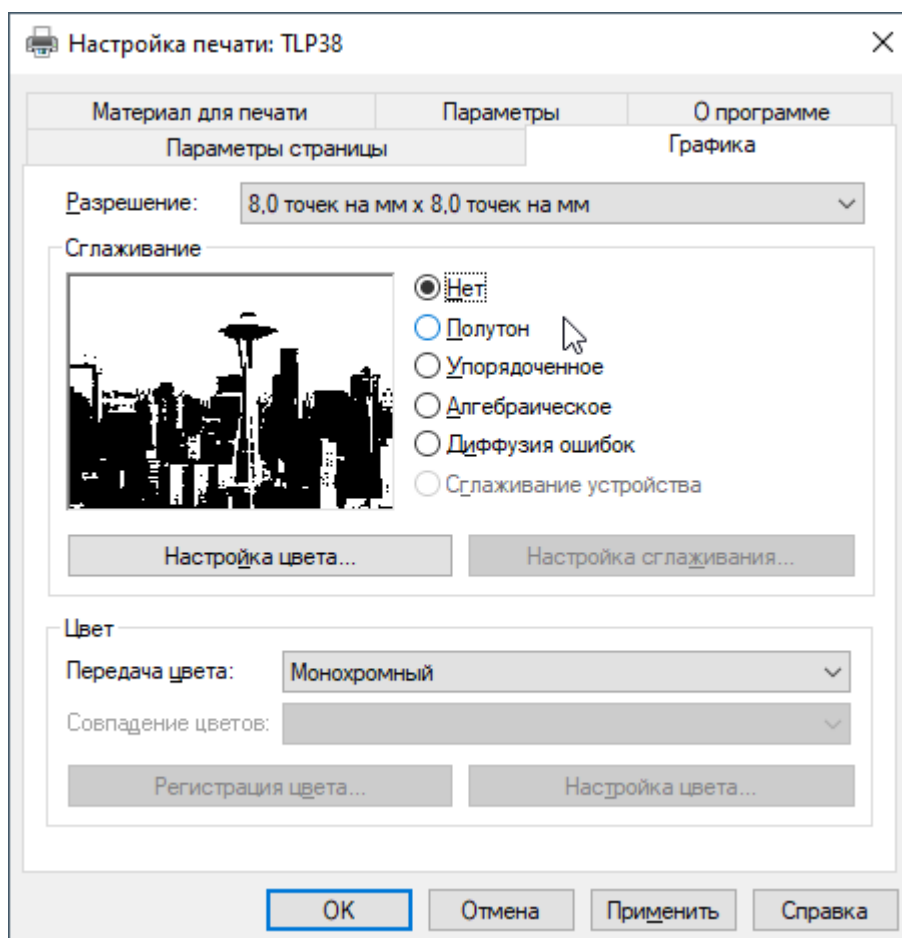 Настройка печати: TLP38
Материал для печати
Параметры
О программе
Параметры страницы
Графика
Разрешение:
8,0 точек на мм x 8,0 точек на мм
Сглаживание
Нет
Полутон
Упорядоченное
Алгебраическое
Диффузия ошибок
Сглаживание устройства
Настройка цвета...
Настройка сглаживания...
Цвет
Передача цвета:
Монохромный
Совпадение цветов:
Регистрация цвета...
Настройка цвета...
OK
Отмена
Применить
Справка